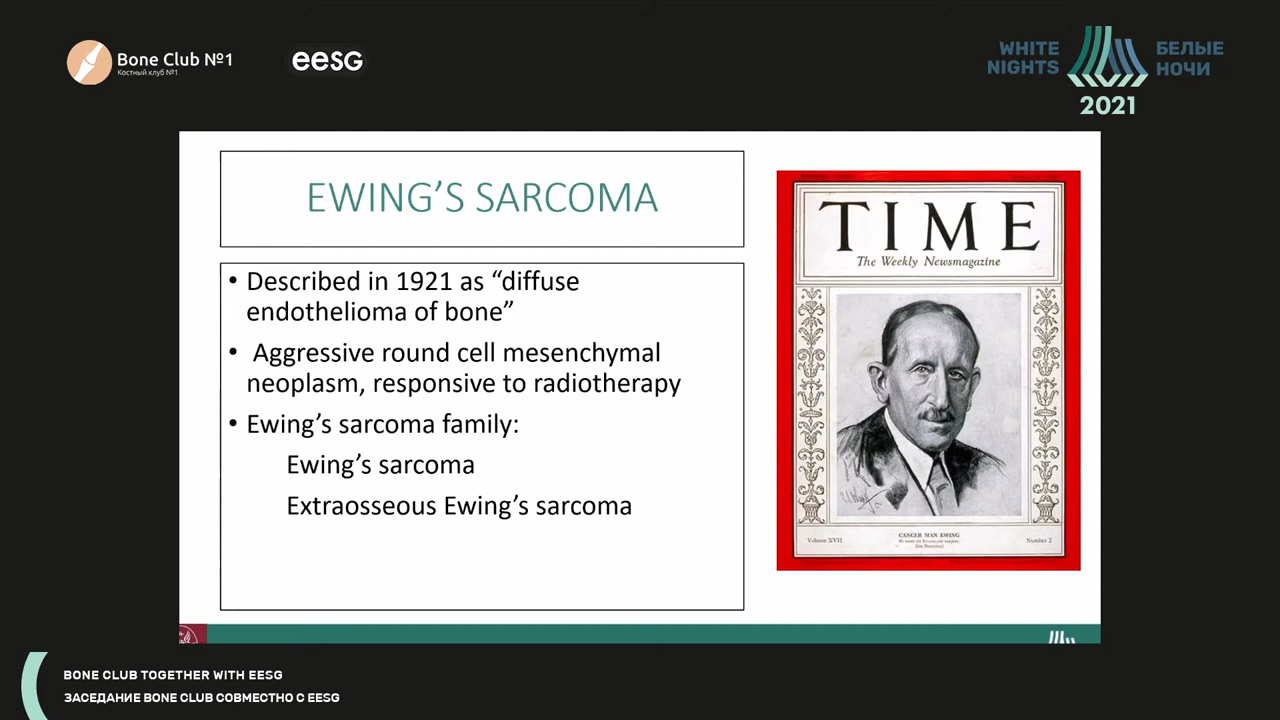 Bone Club №1
Костный клуб №1
eesg
WHITE
NIGHTS
БЕЛЫЕ
НОЧИ
2021
EWING’S SARCOMA
• Described in 1921 as “diffuse
endothelioma of bone”
• Aggressive round cell mesenchymal
neoplasm, responsive to radiotherapy
• Ewing’s sarcoma family:
Ewing’s sarcoma
Extraosseous Ewing’s sarcoma
TIME
The Weekly Newsmagazine
CANCER MAN EWING
Volume XVII
Number 2
BONE CLUB TOGETHER WITH EESG
ЗАСЕДАНИЕ BONE CLUB СОВМЕСТНО С EESG